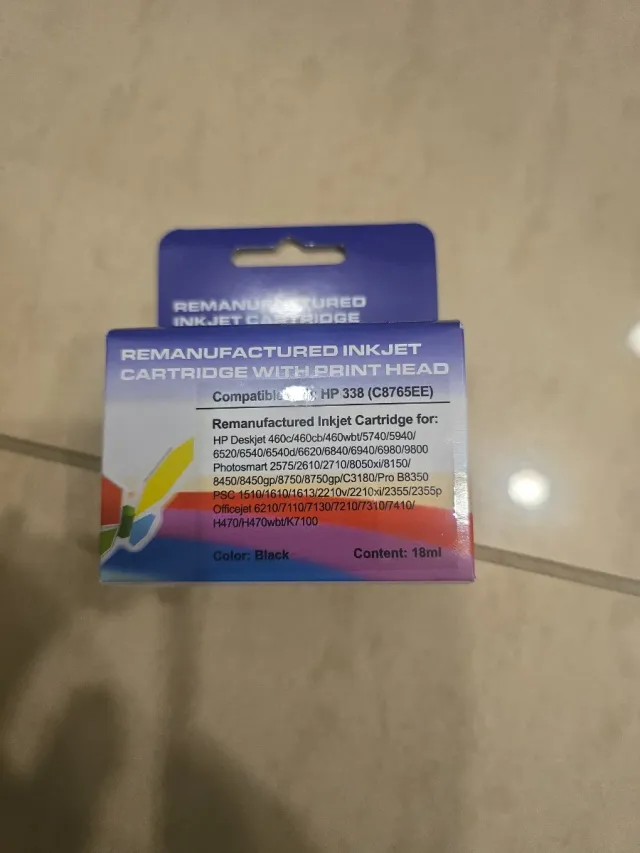 REMANUFACTURED
INKJET CARTRIDGE
REMANUFACTURED INKJET
CARTRIDGE WITH PRINT HEAD
Compatible HP 338 (C8765EE)
Remanufactured Inkjet Cartridge for:
HP Deskjet 460c/460cb/460wbt/5740/5940/
6520/6540/6540d/6620/6840/6940/6980/9800
Photosmart 2575/2610/2710/8050xi/8150/
8450/8450gp/8750/8750gp/C3180/Pro B8350
PSC 1510/1610/1613/2210v/2210xi/2355/2355p
Officejet 6210/7110/7130/7210/7310/7410/
H470/H470wbt/K7100
Color: Black Content: 18ml